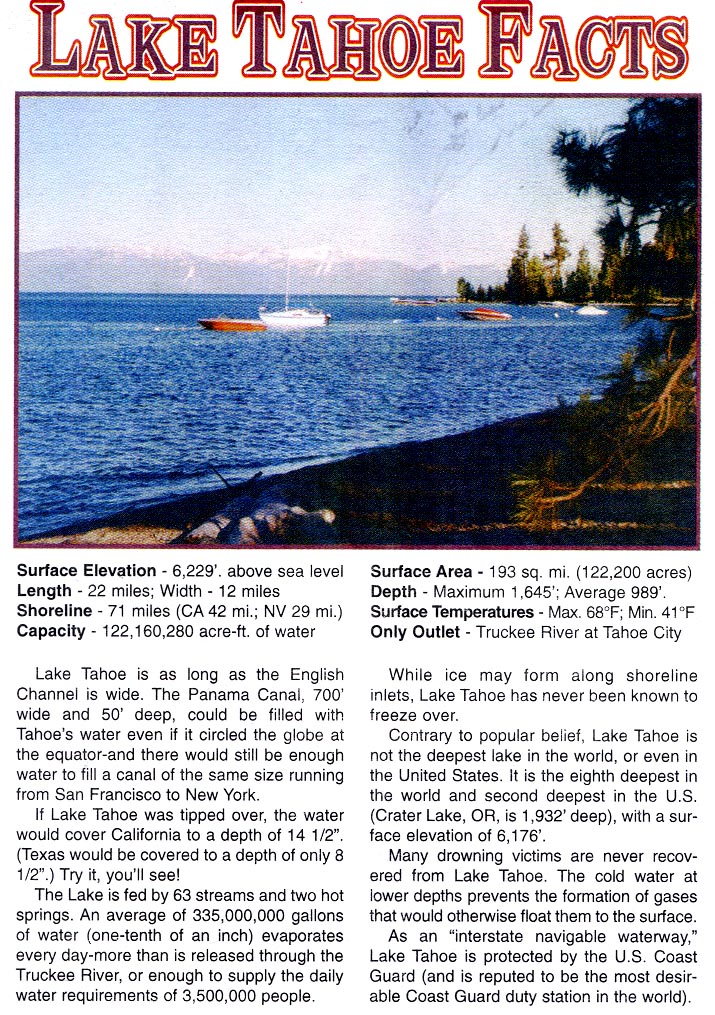 LAKE TAHOE FACTS
Surface Elevation - 6,229'. above sea level
Length - 22 miles; Width - 12 miles
Shoreline - 71 miles (CA 42 mi.; NV 29 mi.)
Capacity - 122,160,280 acre-ft. of water
Surface Area - 193 sq. mi. (122,200 acres)
Depth - Maximum 1,645'; Average 989'.
Surface Temperatures - Max. 68°F; Min. 41°F
Only Outlet - Truckee River at Tahoe City
Lake Tahoe is as long as the English
Channel is wide. The Panama Canal, 700'
wide and 50' deep, could be filled with
Tahoe's water even if it circled the globe at
the equator-and there would still be enough
water to fill a canal of the same size running
from San Francisco to New York.
If Lake Tahoe was tipped over, the water
would cover California to a depth of 14 1/2".
(Texas would be covered to a depth of only 8
1/2".) Try it, you'll see!
The Lake is fed by 63 streams and two hot
springs. An average of 335,000,000 gallons
of water (one-tenth of an inch) evaporates
every day-more than is released through the
Truckee River, or enough to supply the daily
water requirements of 3,500,000 people.
While ice may form along shoreline
inlets, Lake Tahoe has never been known to
freeze over.
Contrary to popular belief, Lake Tahoe is
not the deepest lake in the world, or even in
the United States. It is the eighth deepest in
the world and second deepest in the U.S.
(Crater Lake, OR, is 1,932' deep), with a sur-
face elevation of 6,176'.
Many drowning victims are never recov-
ered from Lake Tahoe. The cold water at
lower depths prevents the formation of gases
that would otherwise float them to the surface.
As an "interstate navigable waterway,"
Lake Tahoe is protected by the U.S. Coast
Guard (and is reputed to be the most desir-
able Coast Guard duty station in the world).